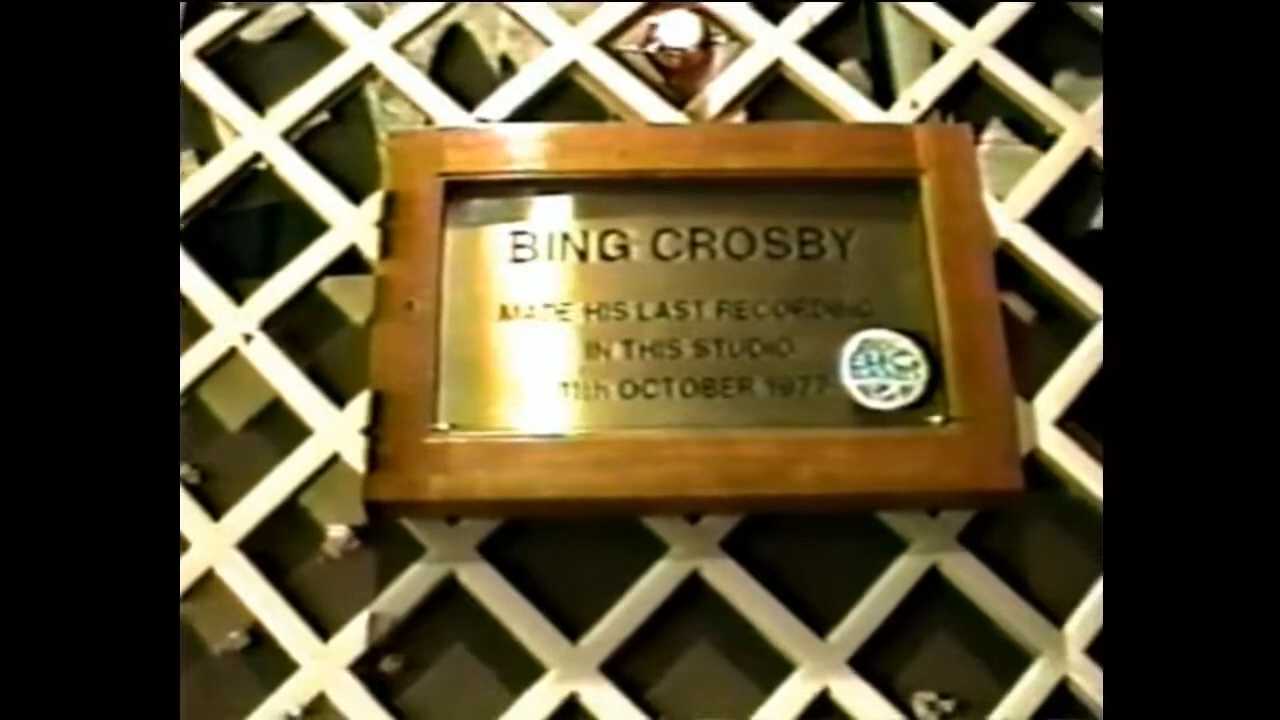 BING CROSBY
MADE HIS LAST RECORDING
IN THIS STUDIO
11th OCTOBER 1977